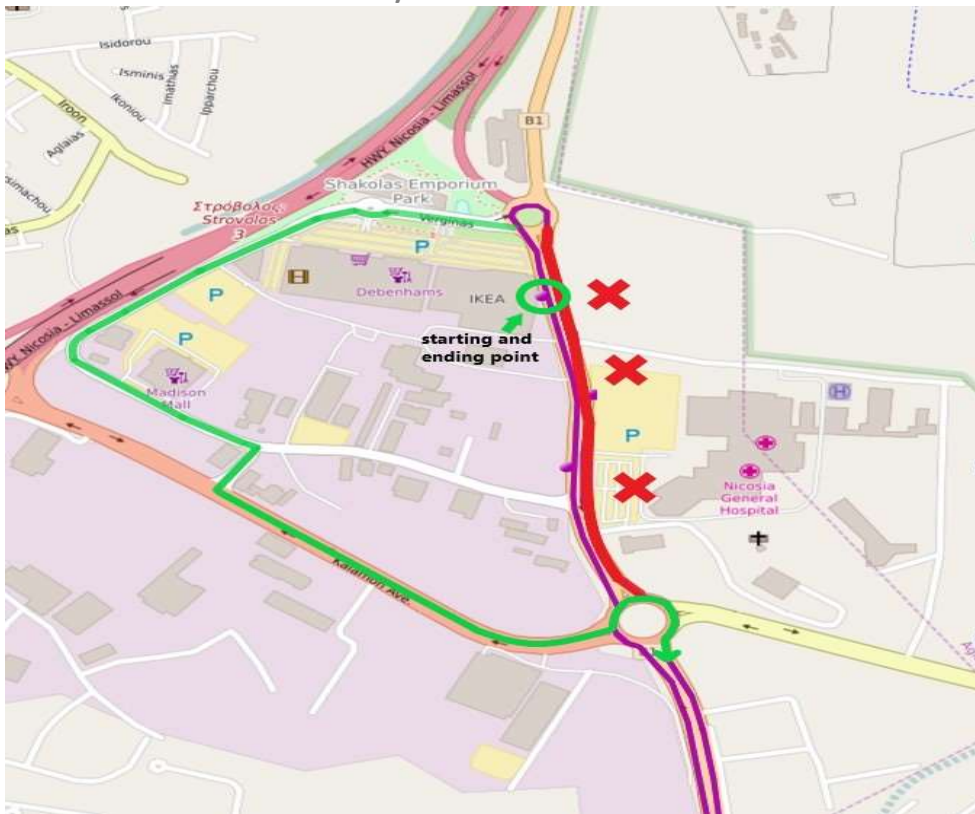 Isidorou
Isminis
Imathias
Ipparchou
Ikoniou
Iroon
Aglaias
HWY. Nicosia - Limassol
B1
Shakolas Emporium
Park
Στρόβολος
Strovolos
3
Verginas
P
P
Debenhams
IKEA
P
starting and
ending point
HWY Nicosia - Limassol
Madison
Mall
H
P
Nicosia
General
Hospital
Kalamon Ave.